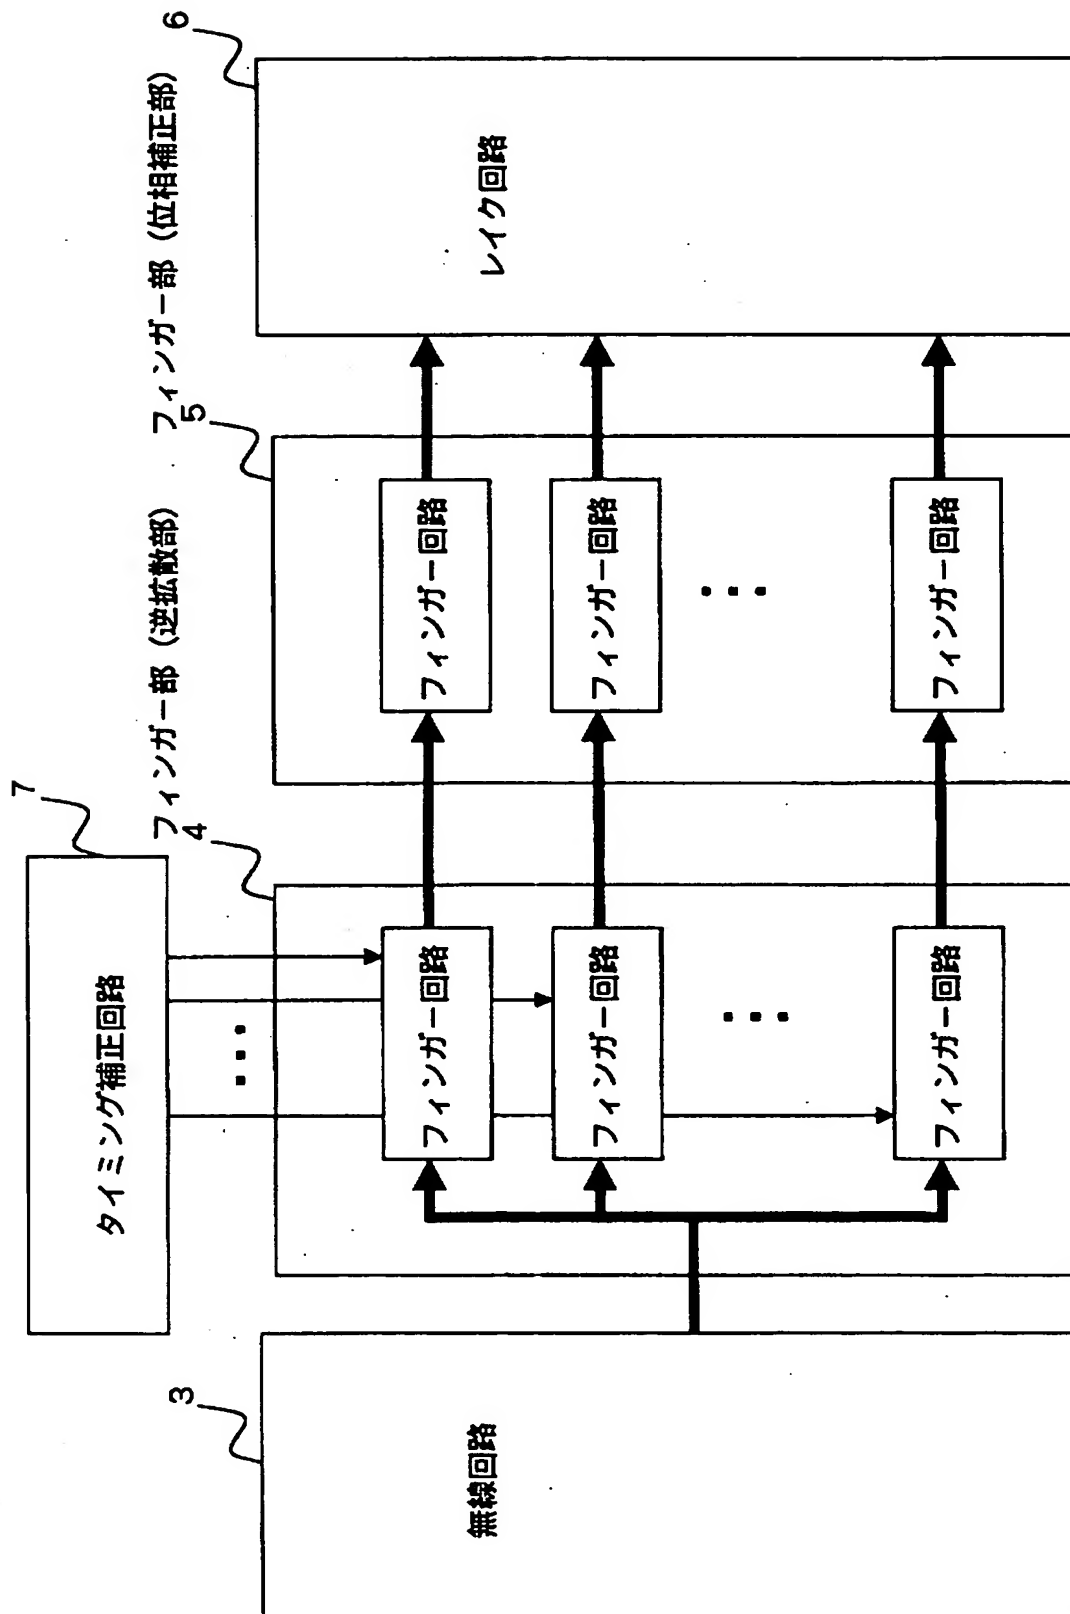 7
タイミング補正回路
3
無線回路
フィンガー部（逆拡散部）
4
フィンガー回路
フィンガー回路
フィンガー回路
フィンガー部（位相補正部）
5
フィンガー回路
フィンガー回路
フィンガー回路
6
レイク回路